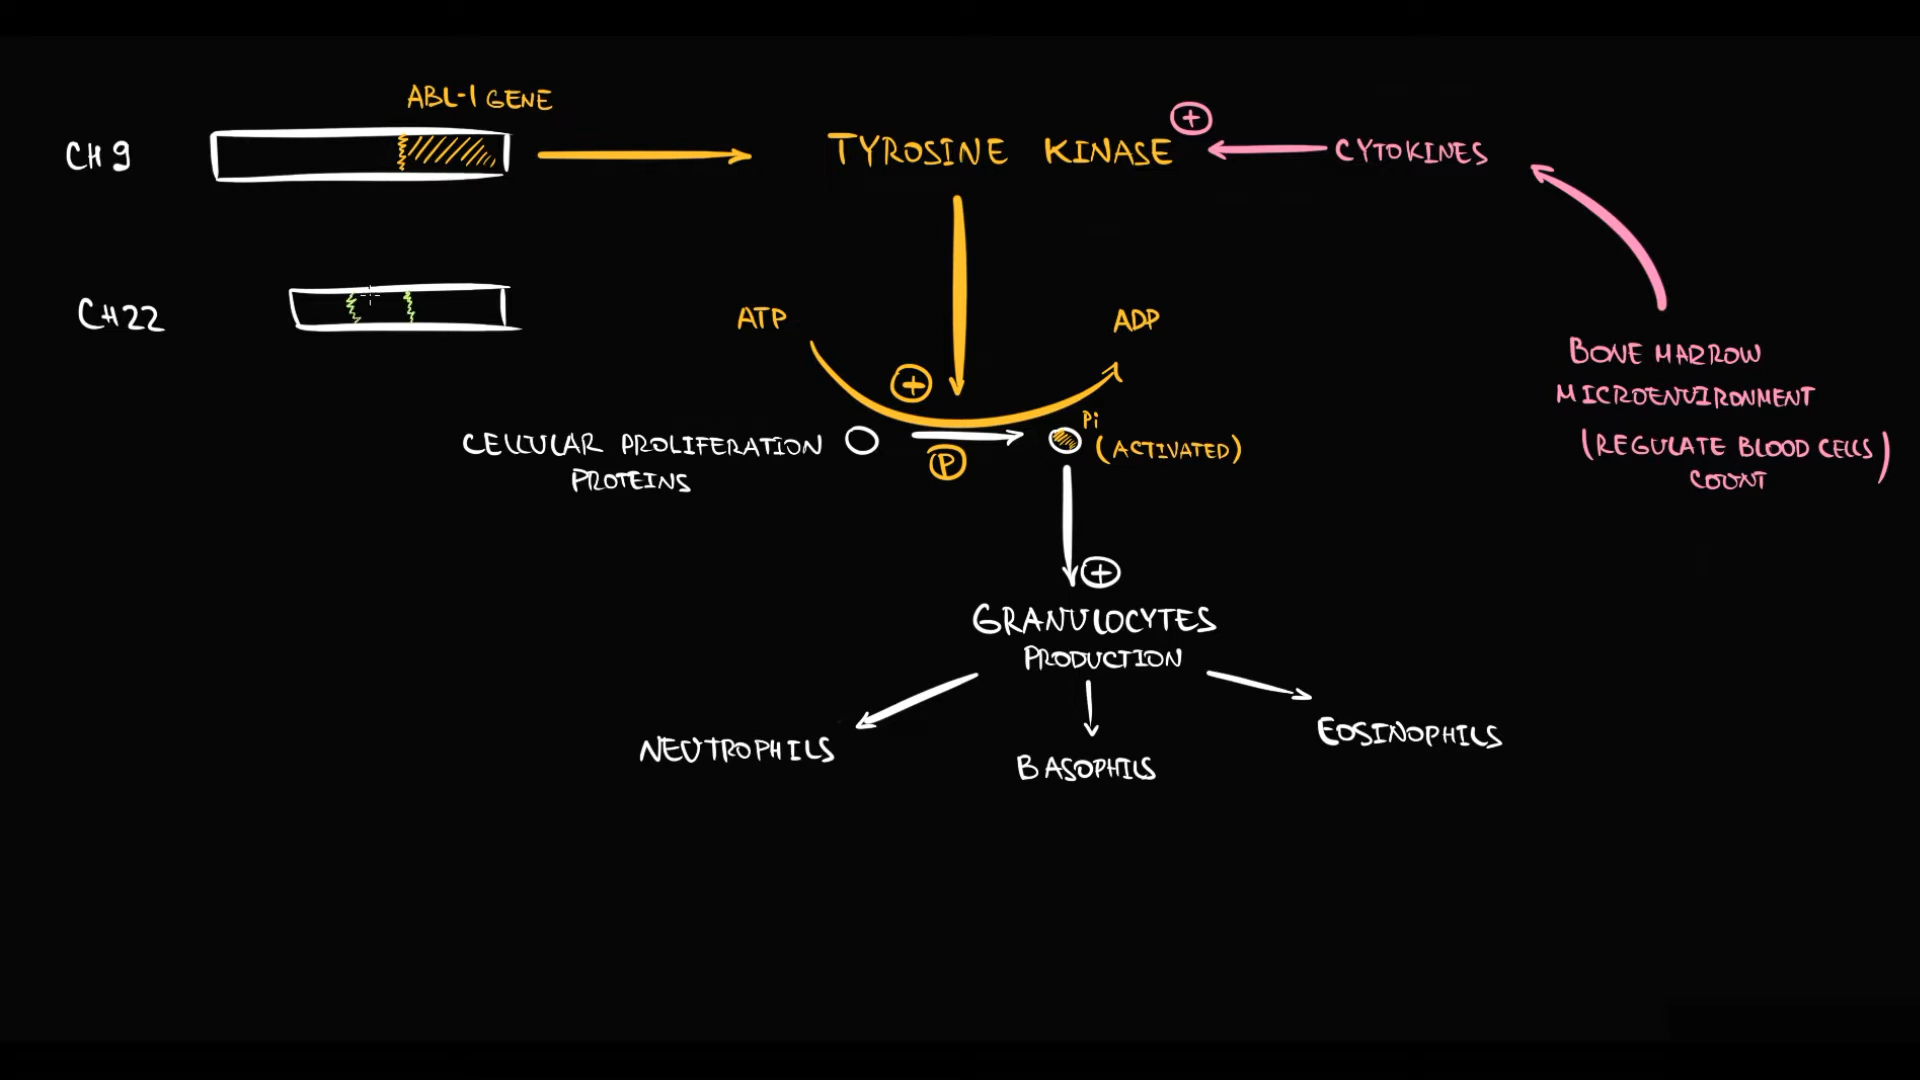 ABL-1 GENE
CH 9
TYROSINE KINASE
+
CYTOKINES
CH22
ATP
ADP
BONE MARROW
MICROENVIRONMENT
(REGULATE BLOOD CELLS)
COUNT
+
CELLULAR PROLIFERATION
PROTEINS
P
Pi
(ACTIVATED)
+
GRANULOCYTES
PRODUCTION
NEUTROPHILS
BASOPHILS
EOSINOPHILS